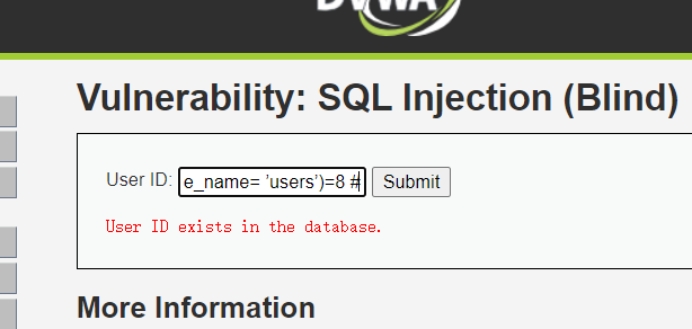 DVWA
Vulnerability: SQL Injection (Blind)
User ID: e_name= ’users’)=8 # Submit
User ID exists in the database.
More Information